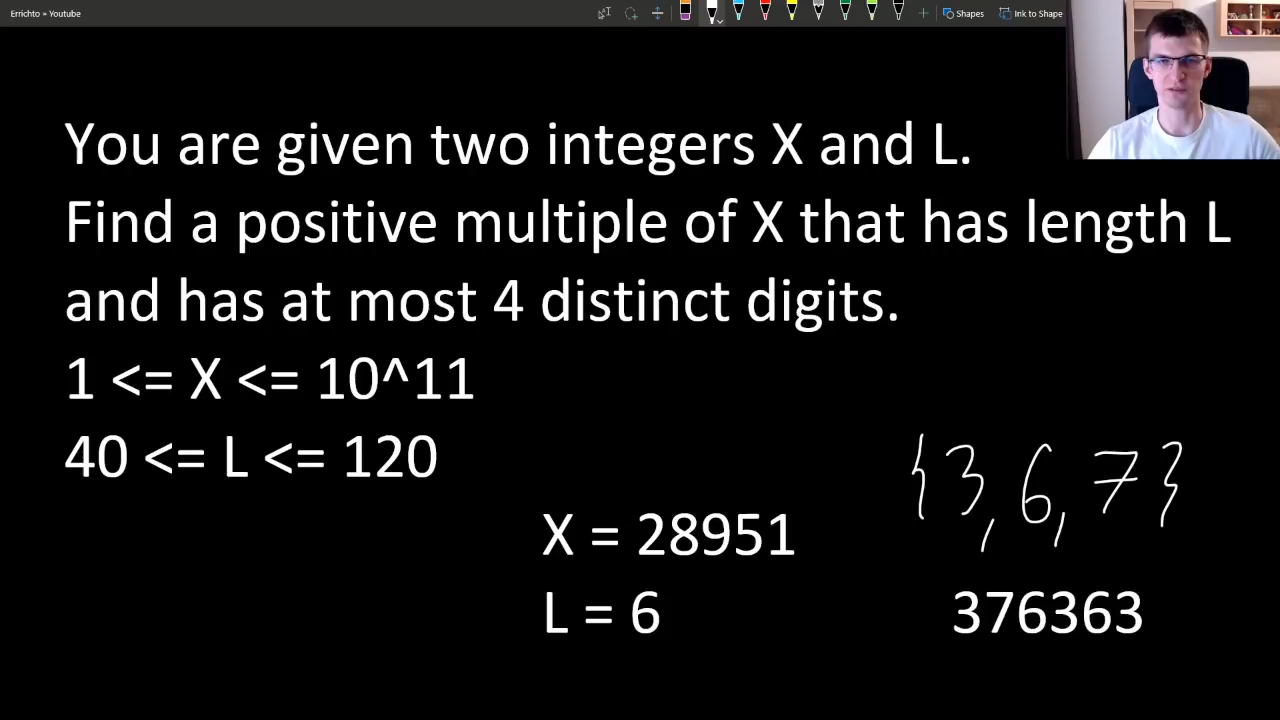 Errichto » Youtube
Shapes
Ink to Shape
You are given two integers X and L.
Find a positive multiple of X that has length L
and has at most 4 distinct digits.
1 <= X <= 10^11
40 <= L <= 120
{3, 6, 7}
X = 28951
L = 6
376363